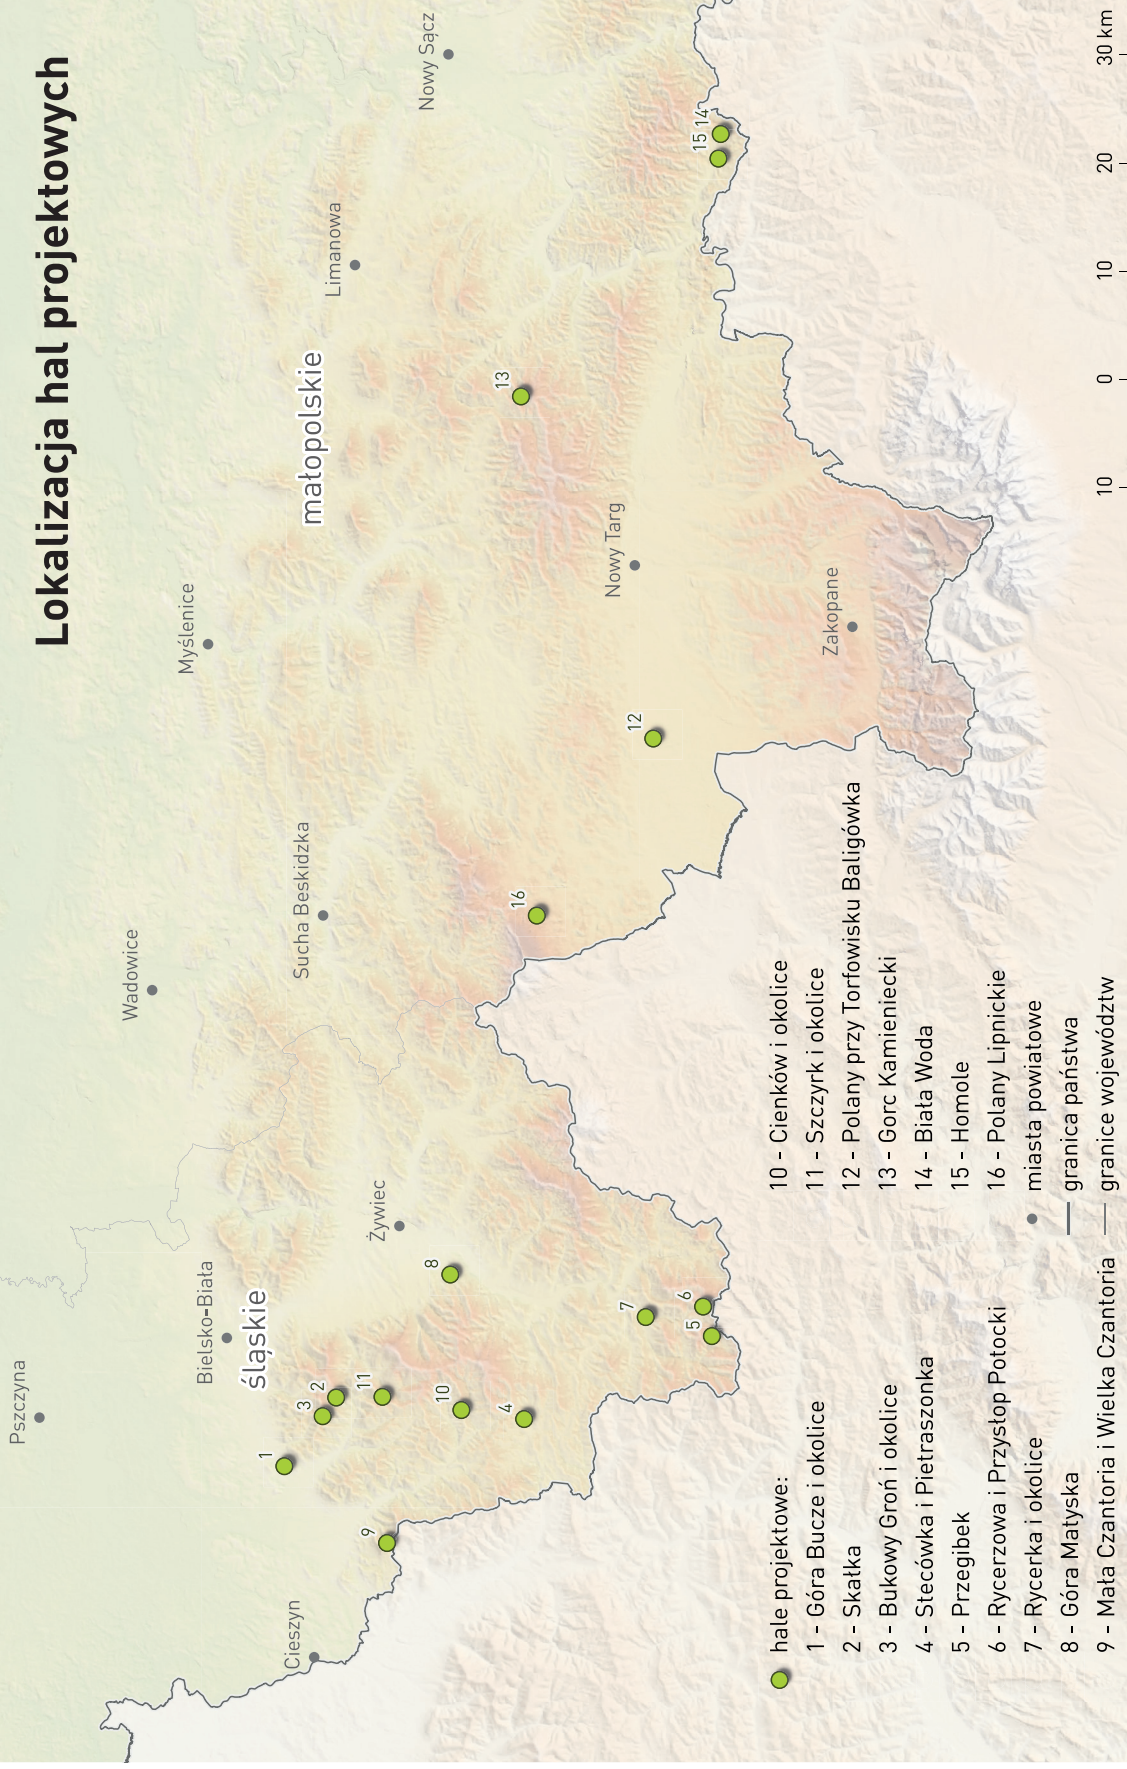 Lokalizacja hal projektowych
Pszczyna
Wadowice
Myślenice
Bielsko-Biała
śląskie
Sucha Beskidzka
małopolskie
Limanowa
Nowy Sącz
Cieszyn
Żywiec
Nowy Targ
Zakopane
1
2
3
11
9
10
8
4
7
6
5
16
13
12
15
14
hale projektowe:
1 - Góra Bucze i okolice
2 - Skałka
3 - Bukowy Groń i okolice
4 - Stecówka i Pietraszonka
5 - Przegibek
6 - Rycerzowa i Przysłop Potocki
7 - Rycerka i okolice
8 - Góra Matyska
9 - Mała Czantoria i Wielka Czantoria
10 - Cienków i okolice
11 - Szczyrk i okolice
12 - Polany przy Torfowisku Baligówka
13 - Gorc Kamieniecki
14 - Biała Woda
15 - Homole
16 - Polany Lipnickie
miasta powiatowe
granica państwa
granice województw
10 0 10 20 30 km